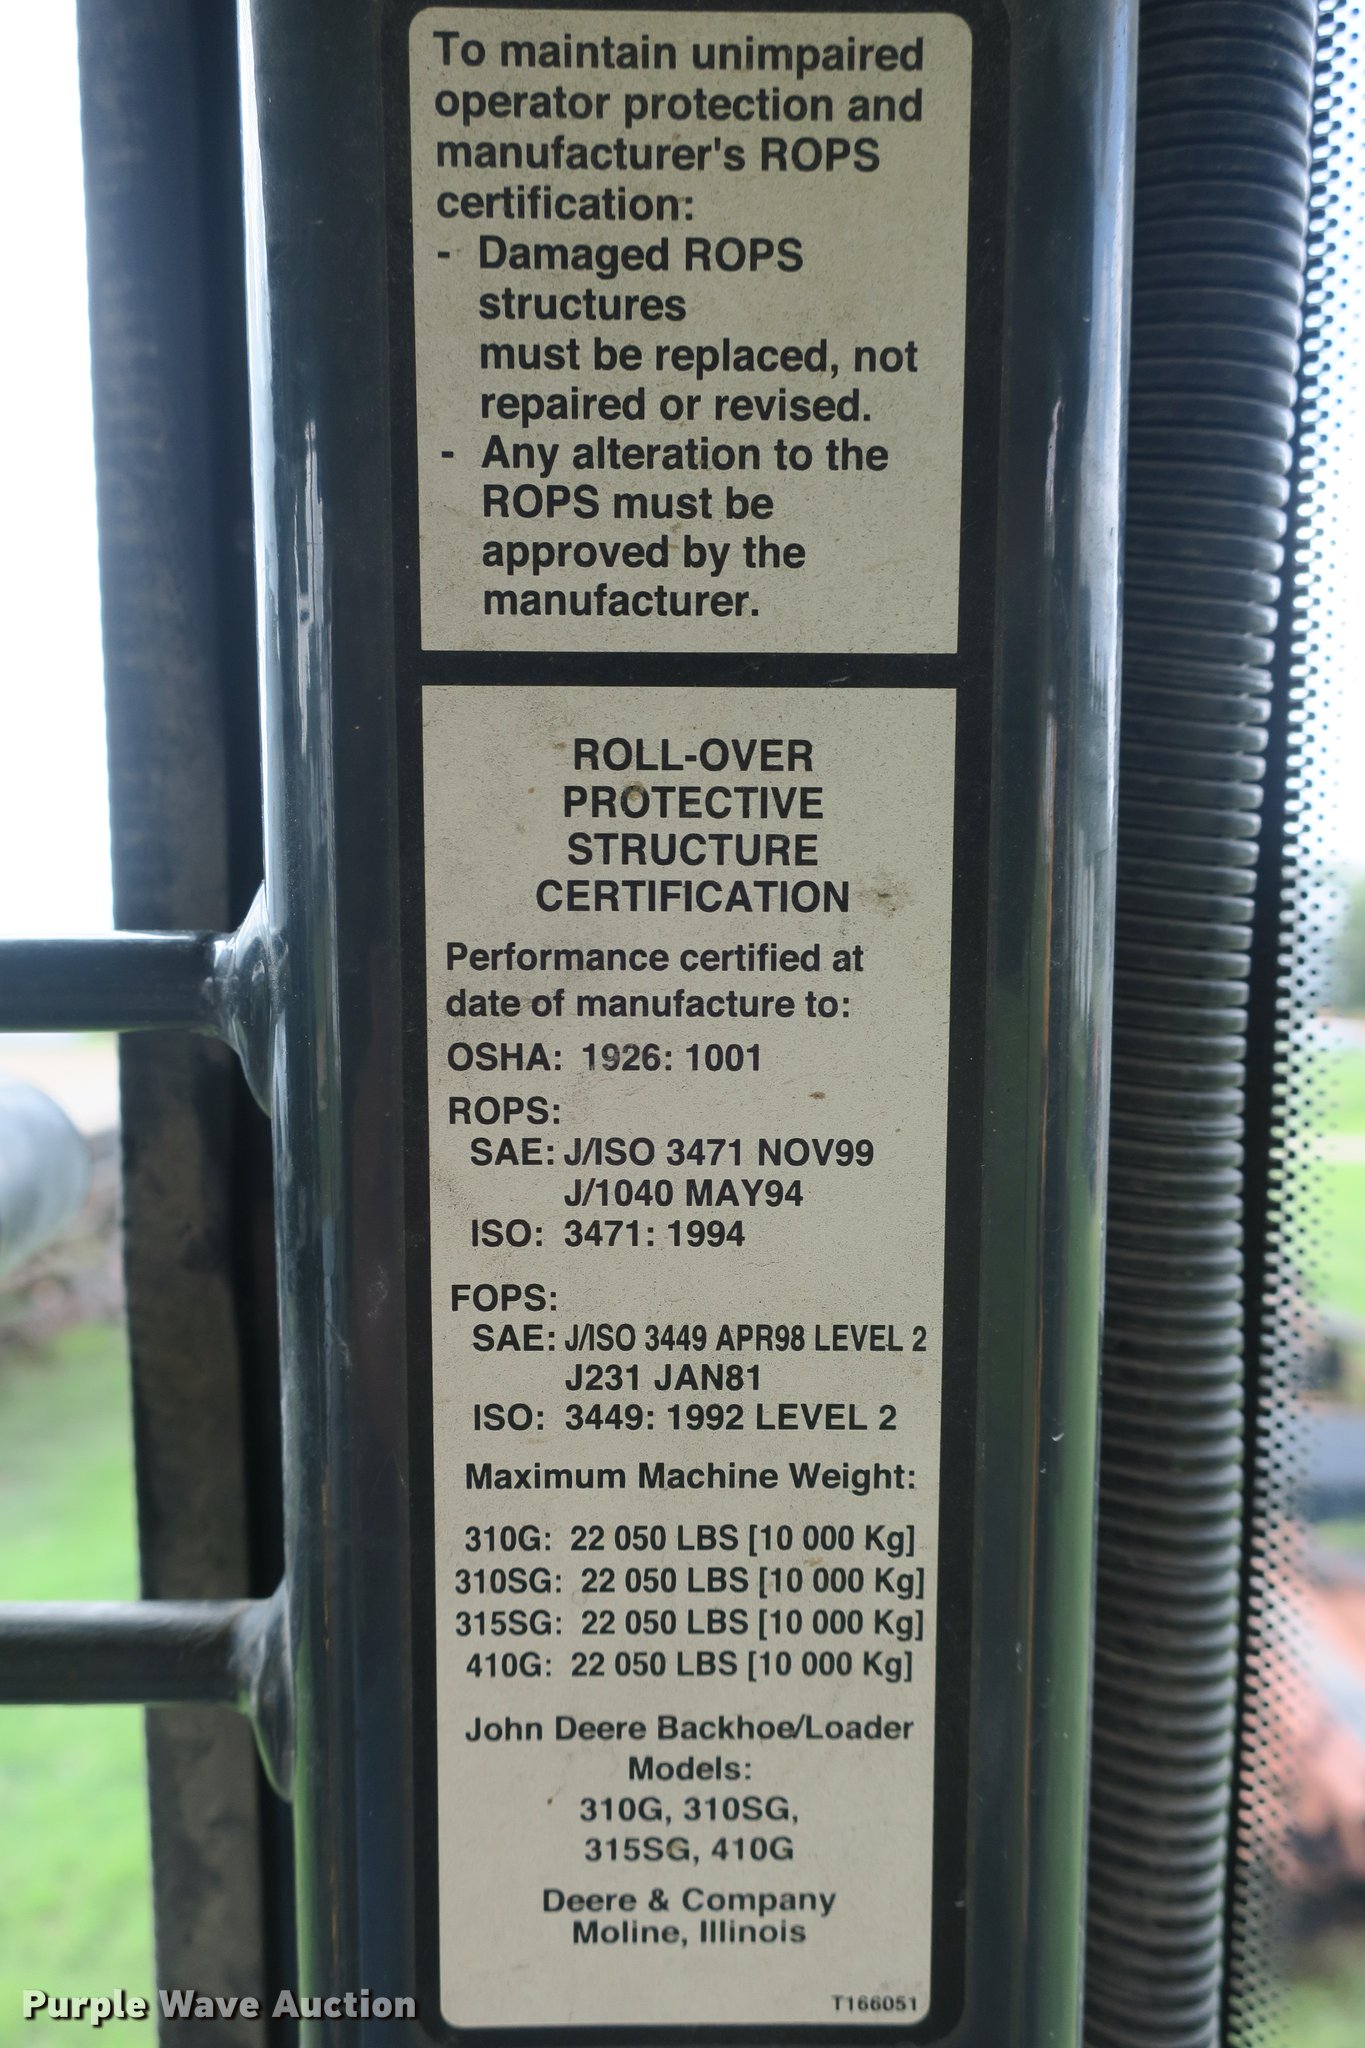 To maintain unimpaired
operator protection and
manufacturer's ROPS
certification:
- Damaged ROPS
structures
must be replaced, not
repaired or revised.
- Any alteration to the
ROPS must be
approved by the
manufacturer.
ROLL-OVER
PROTECTIVE
STRUCTURE
CERTIFICATION
Performance certified at
date of manufacture to:
OSHA: 1926: 1001
ROPS:
SAE: J/ISO 3471 NOV99
J/1040 MAY94
ISO: 3471: 1994
FOPS:
SAE: J/ISO 3449 APR98 LEVEL 2
J231 JAN81
ISO: 3449: 1992 LEVEL 2
Maximum Machine Weight:
310G: 22 050 LBS [10 000 Kg]
310SG: 22 050 LBS [10 000 Kg]
315SG: 22 050 LBS [10 000 Kg]
410G: 22 050 LBS [10 000 Kg]
John Deere Backhoe/Loader
Models:
310G, 310SG,
315SG, 410G
Deere & Company
Moline, Illinois
T166051
Purple Wave Auction